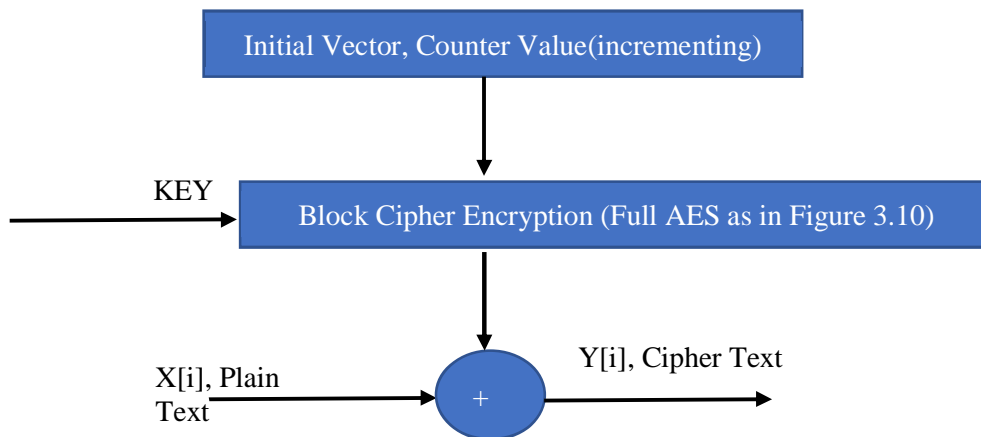 Initial Vector, Counter Value(incrementing)
KEY
Block Cipher Encryption (Full AES as in Figure 3.10)
X[i], Plain
Text
+
Y[i], Cipher Text